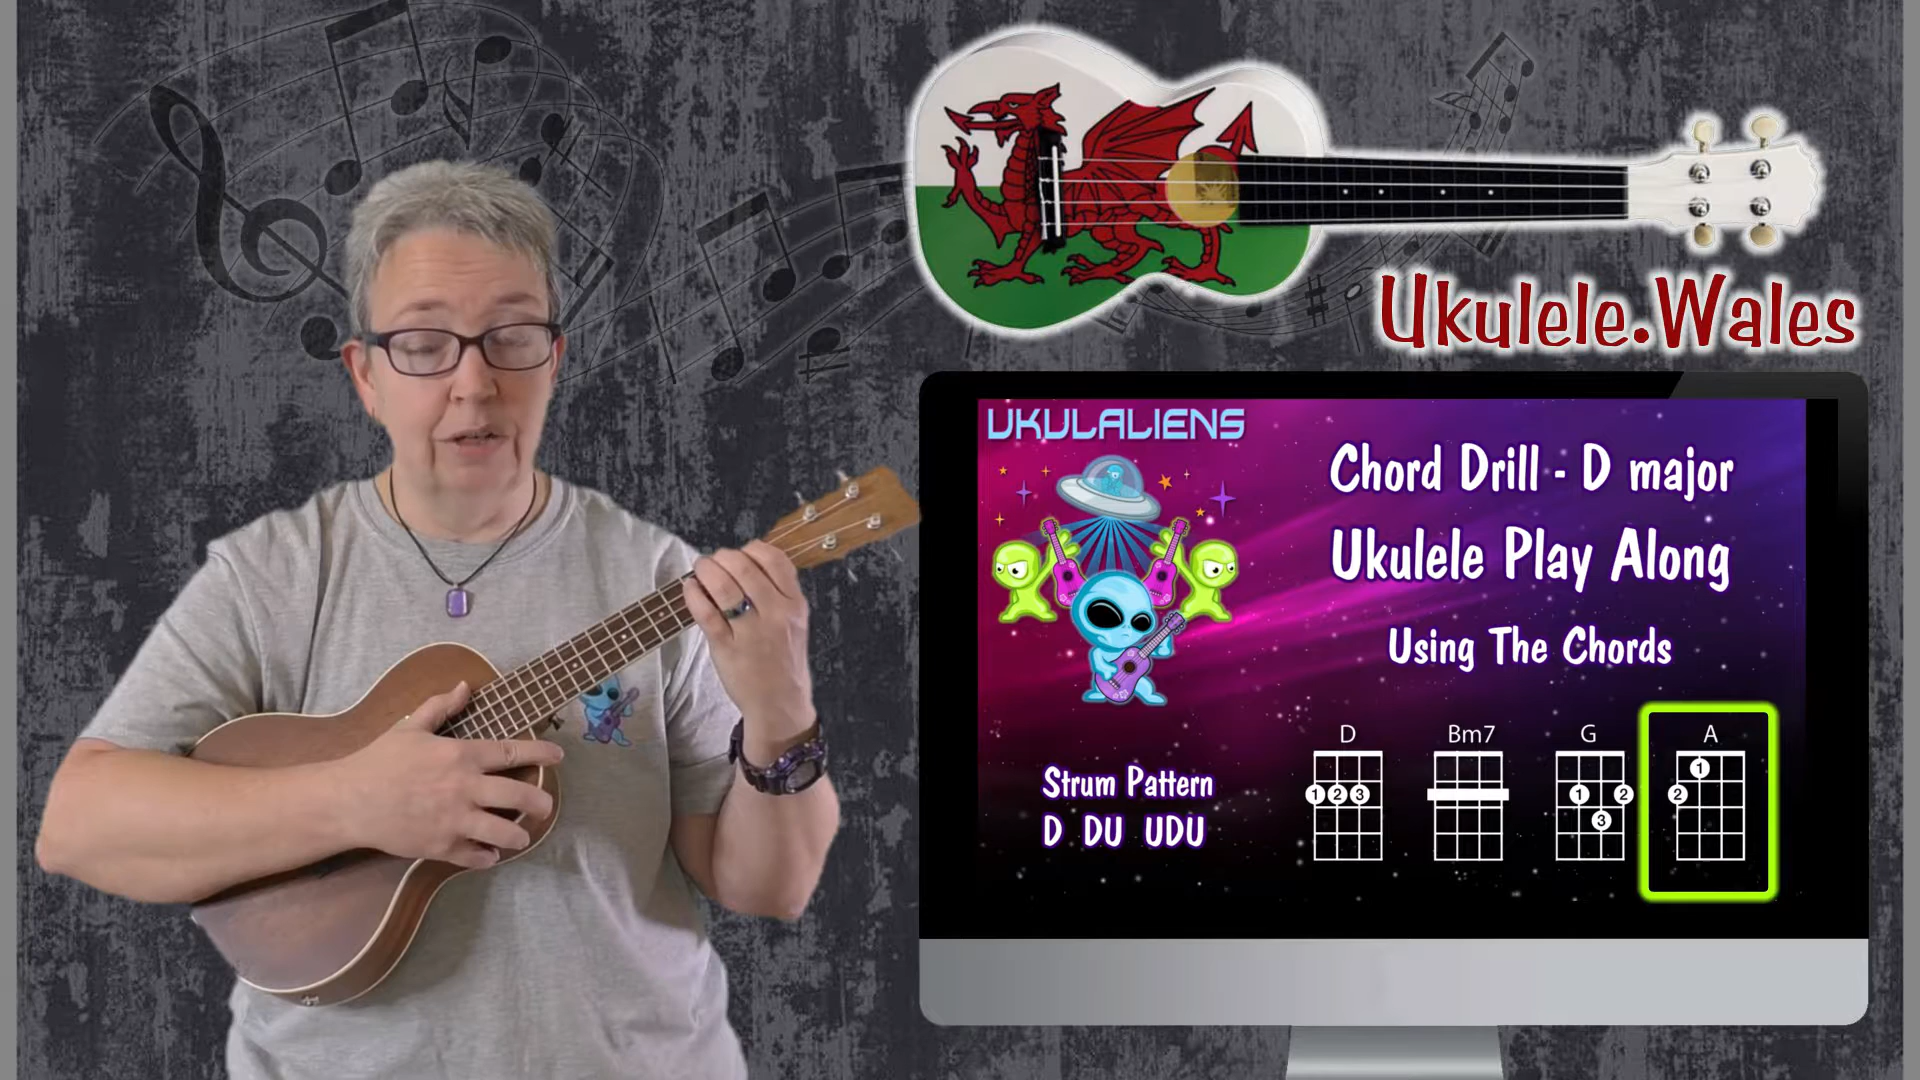 Ukulele.Wales
UKULALIENS
Chord Drill - D major
Ukulele Play Along
Using The Chords
D Bm7 G A
1 2 3
1 2 3
1 2
Strum Pattern
D DU UDU